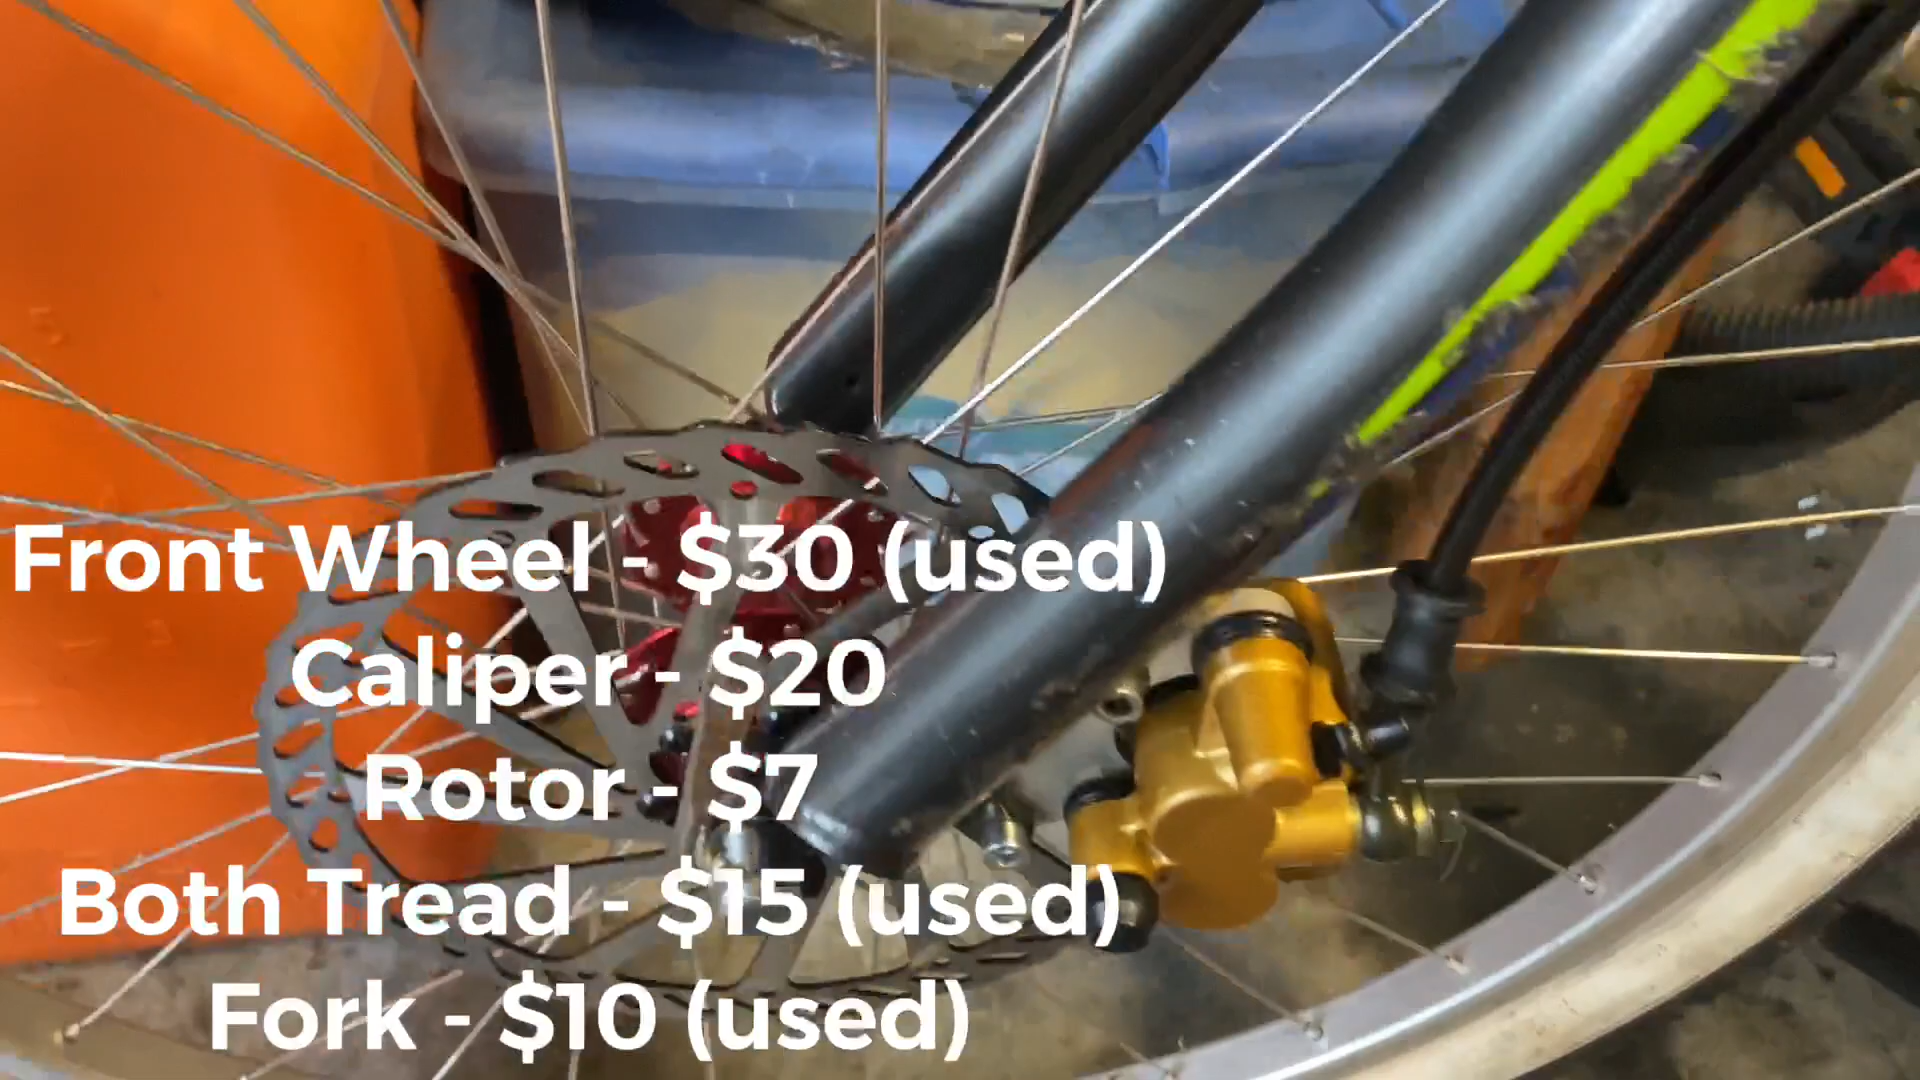 Front Wheel - $30 (used)
Caliper - $20
Rotor - $7
Both Tread - $15 (used)
Fork - $10 (used)